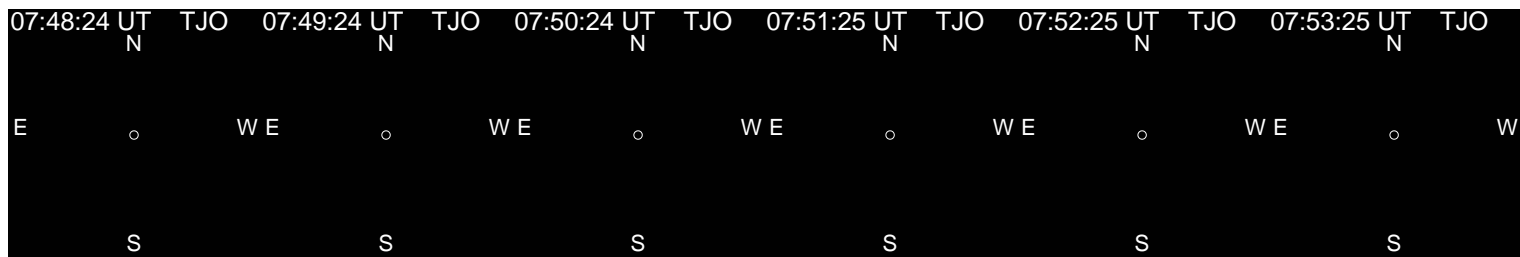 07:48:24 UT TJO 07:49:24 UT TJO 07:50:24 UT TJO 07:51:25 UT TJO 07:52:25 UT TJO 07:53:25 UT TJO
N N N N N N
E W E W E W E W E W E W
S S S S S S